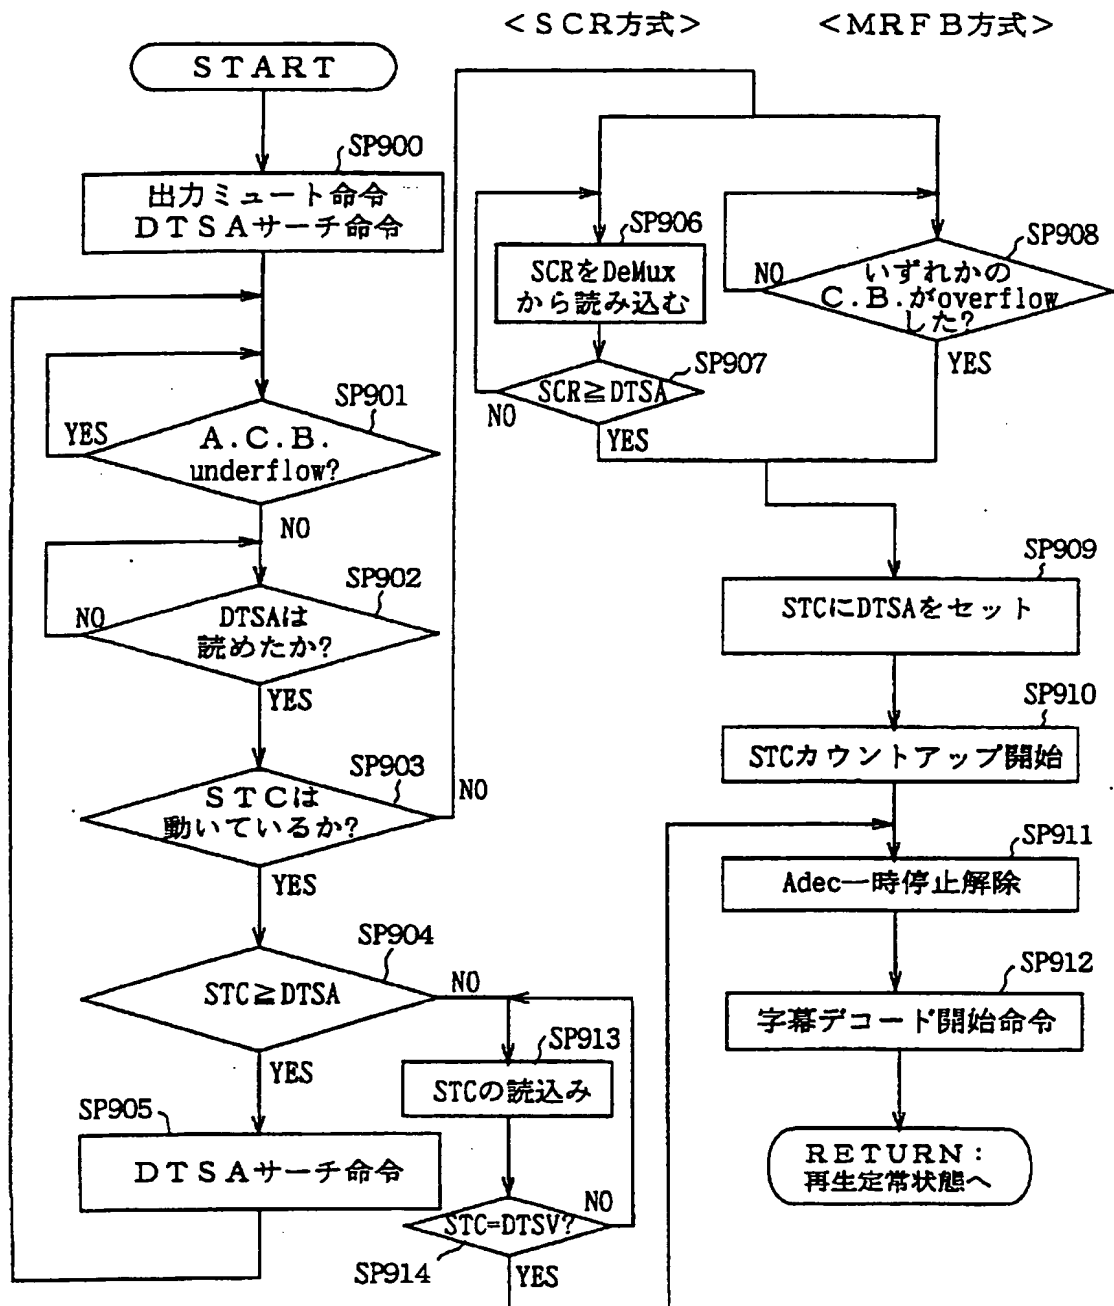 ＜ＳＣＲ方式＞
＜ＭＲＦＢ方式＞
ＳＴＡＲＴ
SP900
出力ミュート命令
ＤＴＳＡサーチ命令
SP901
Ａ.Ｃ.Ｂ.
underflow?
YES
NO
SP902
DTSAは
読めたか?
NO
YES
SP903
ＳＴＣは
動いているか?
NO
YES
SP904
STC≧DTSA
NO
YES
SP905
ＤＴＳＡサーチ命令
SP913
STCの読込み
STC=DTSV?
NO
SP914
YES
SP906
SCRをDeMux
から読み込む
SP907
SCR≧DTSA
NO
YES
SP908
いずれかの
Ｃ.Ｂ.がoverflow
した?
NO
YES
SP909
STCにDTSAをセット
SP910
STCカウントアップ開始
SP911
Adec一時停止解除
SP912
字幕デコード開始命令
ＲＥＴＵＲＮ：
再生定常状態へ